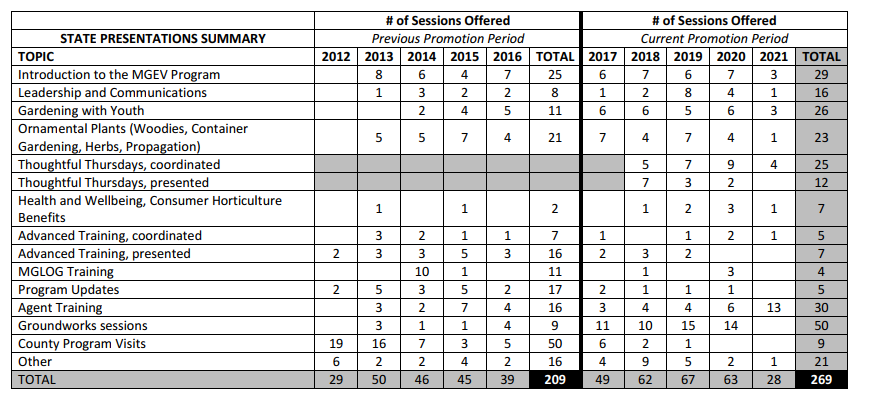 # of Sessions Offered # of Sessions Offered
STATE PRESENTATIONS SUMMARY Previous Promotion Period Current Promotion Period
TOPIC 2012 2013 2014 2015 2016 TOTAL 2017 2018 2019 2020 2021 TOTAL
Introduction to the MGEV Program 8 6 4 7 25 6 7 6 7 3 29
Leadership and Communications 1 3 2 2 8 1 2 8 4 1 16
Gardening with Youth 2 4 5 11 6 6 5 6 3 26
Ornamental Plants (Woodies, Container
Gardening, Herbs, Propagation) 5 5 7 4 21 7 4 7 4 1 23
Thoughtful Thursdays, coordinated 5 7 9 4 25
Thoughtful Thursdays, presented 7 3 2 12
Health and Wellbeing, Consumer Horticulture
Benefits 1 1 2 1 2 3 1 7
Advanced Training, coordinated 3 2 1 1 7 1 1 2 1 5
Advanced Training, presented 2 3 3 5 3 16 2 3 2 7
MGLOG Training 10 1 11 1 3 4
Program Updates 2 5 3 5 2 17 2 1 1 1 5
Agent Training 3 2 7 4 16 3 4 4 6 13 30
Groundworks sessions 3 1 1 4 9 11 10 15 14 50
County Program Visits 19 16 7 3 5 50 6 2 1 9
Other 6 2 2 4 2 16 4 9 5 2 1 21
TOTAL 29 50 46 45 39 209 49 62 67 63 28 269